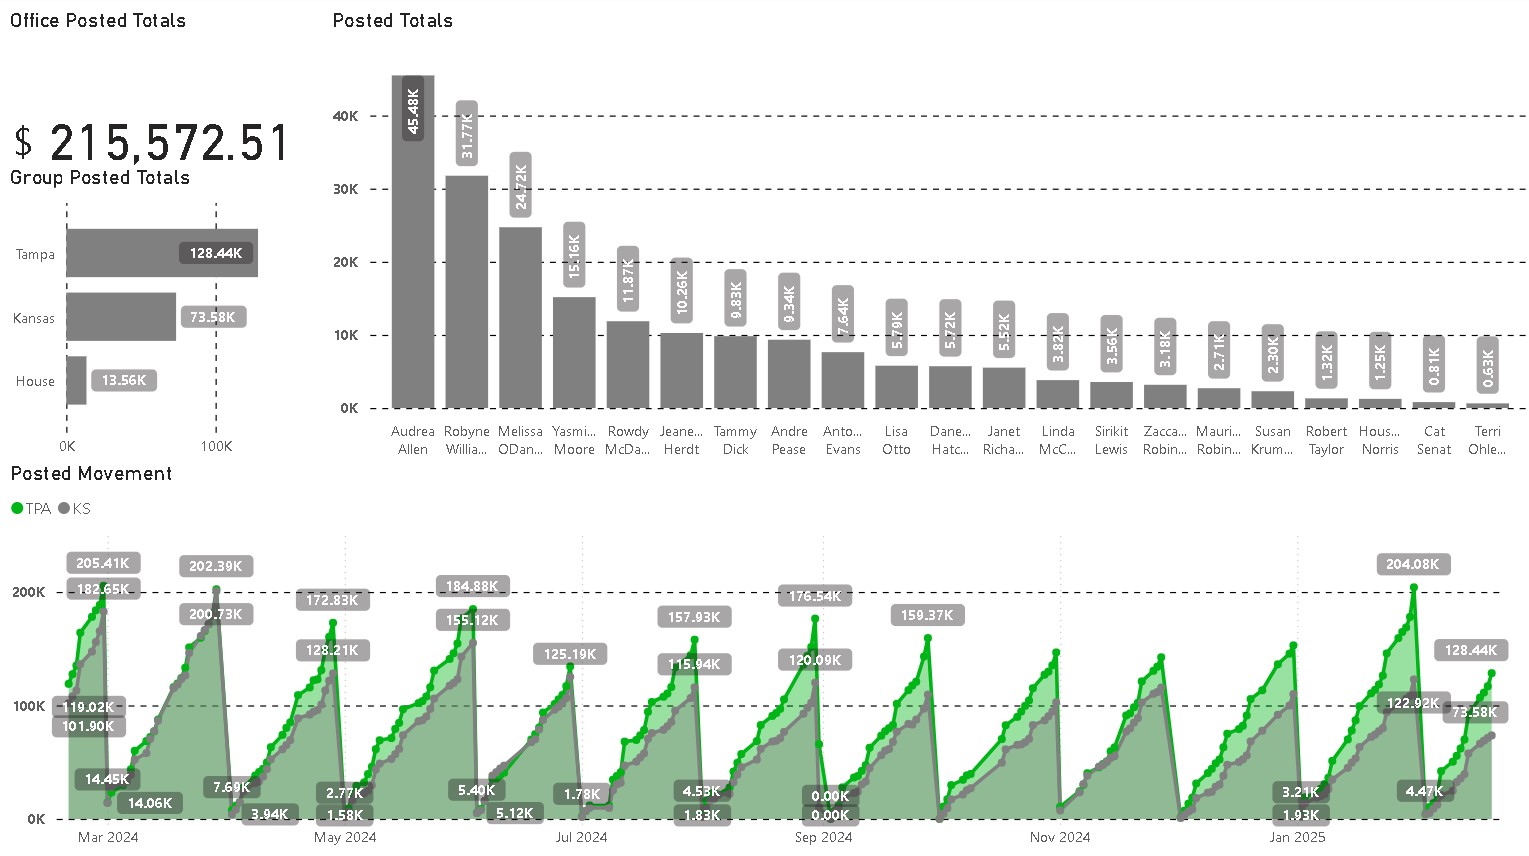 Office Posted Totals
$ 215,572.51
Group Posted Totals
Tampa 128.44K
Kansas 73.58K
House 13.56K
0K 100K
Posted Totals
40K
30K
20K
10K
0K
45.48K 31.77K 24.72K 15.16K 11.87K 10.26K 9.83K 9.34K 7.64K 5.79K 5.72K 5.52K 3.82K 3.56K 3.18K 2.71K 2.30K 1.32K 1.25K 0.81K 0.63K
Audrea Robyne Melissa Yasmi... Rowdy Jeane... Tammy Andre Anto... Lisa Dane... Janet Linda Sirikit Zacca... Mauri... Susan Robert Hous... Cat Terri
Allen Willia... ODan... Moore McDa... Herdt Dick Pease Evans Otto Hatc... Richa... McC... Lewis Robin... Robin... Krum... Taylor Norris Senat Ohle...
Posted Movement
TPA KS
200K
100K
0K
205.41K
182.65K
119.02K
101.90K
14.45K
14.06K
202.39K
200.73K
7.69K
3.94K
172.83K
128.21K
2.77K
1.58K
184.88K
155.12K
5.40K
5.12K
125.19K
1.78K
157.93K
115.94K
4.53K
1.83K
176.54K
120.09K
0.00K
0.00K
159.37K
3.21K
1.93K
204.08K
122.92K
4.47K
128.44K
73.58K
Mar 2024 May 2024 Jul 2024 Sep 2024 Nov 2024 Jan 2025